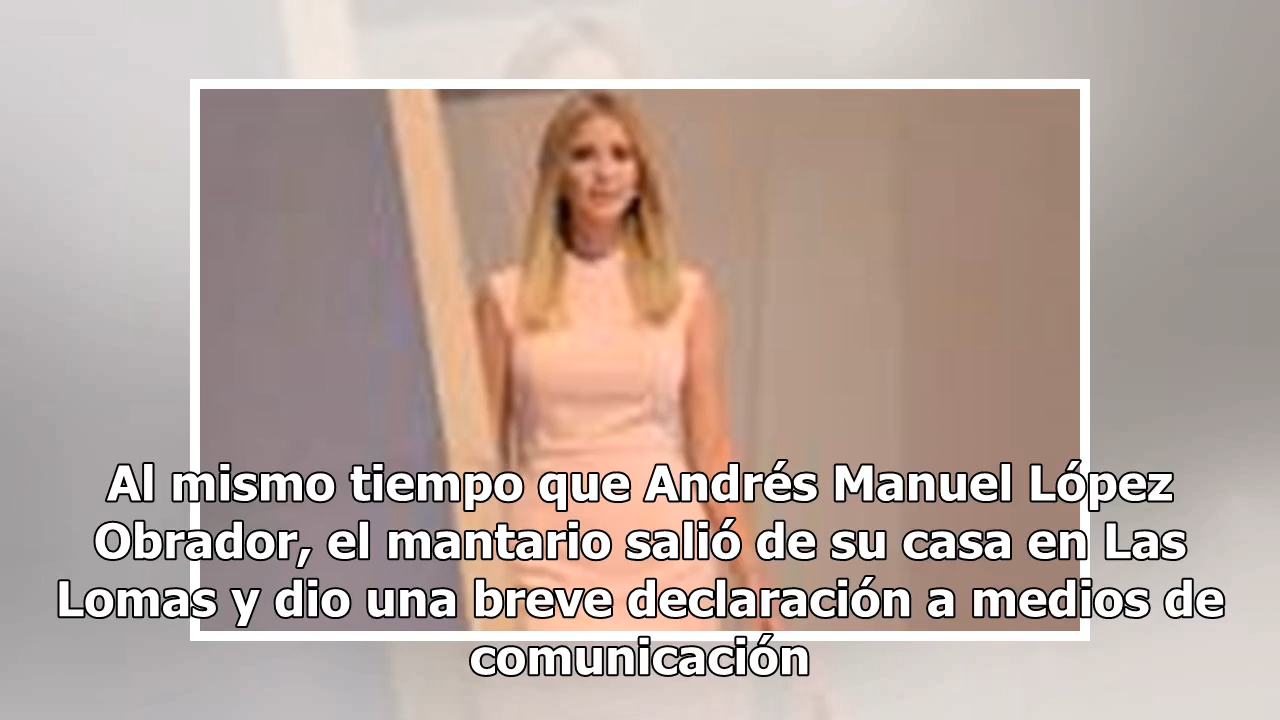 Al mismo tiempo que Andrés Manuel López
Obrador, el mantario salió de su casa en Las
Lomas y dio una breve declaración a medios de
comunicación